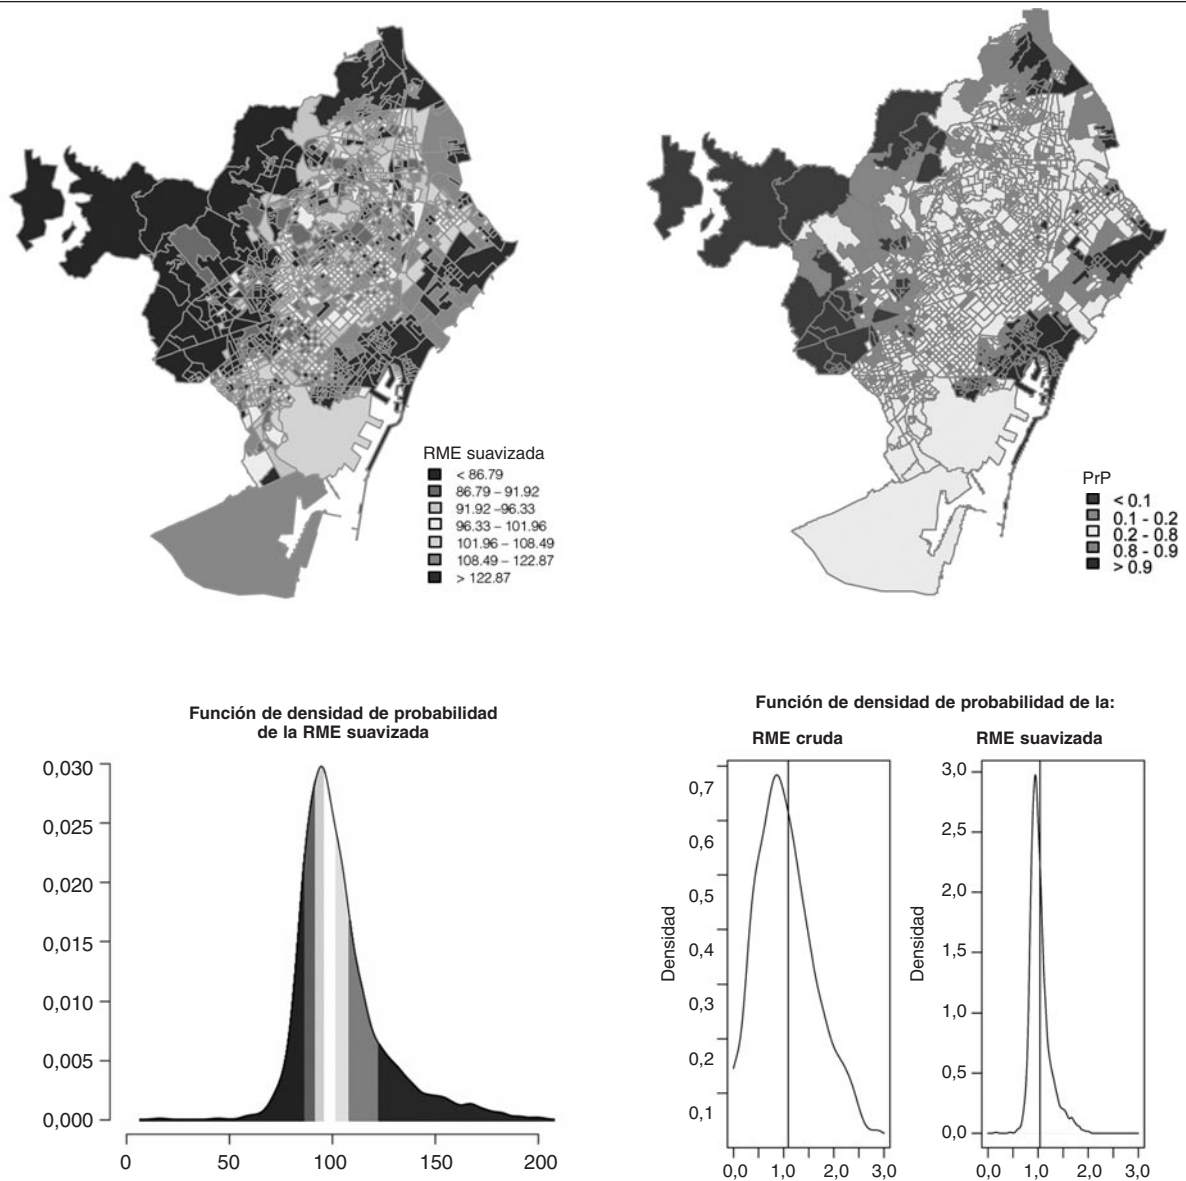 RME suavizada
< 86.79
86.79 – 91.92
91.92 –96.33
96.33 – 101.96
101.96 – 108.49
108.49 – 122.87
> 122.87
PrP
< 0.1
0.1 - 0.2
0.2 - 0.8
0.8 - 0.9
> 0.9
Función de densidad de probabilidad
de la RME suavizada
0,030
0,025
0,020
0,015
0,010
0,005
0,000
0 50 100 150 200
Función de densidad de probabilidad de la:
RME cruda
Densidad
0,7
0,6
0,5
0,4
0,3
0,2
0,1
0,0 1,0 2,0 3,0
RME suavizada
Densidad
3,0
2,5
2,0
1,5
1,0
0,5
0,0
0,0 1,0 2,0 3,0